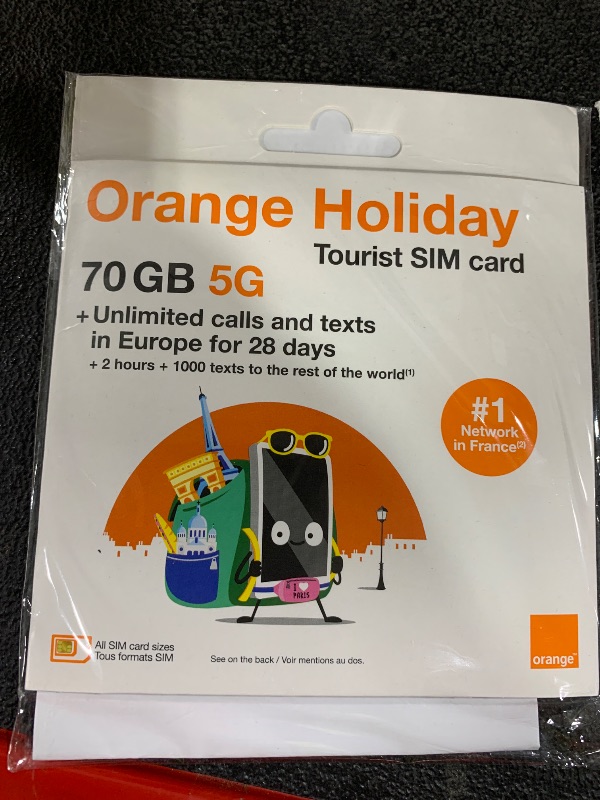 Orange Holiday
Tourist SIM card
70 GB 5G
+ Unlimited calls and texts
in Europe for 28 days
+ 2 hours + 1000 texts to the rest of the world(1)
#1
Network
in France(2)
I ♥
PARIS
All SIM card sizes
Tous formats SIM
See on the back / Voir mentions au dos.
orange™